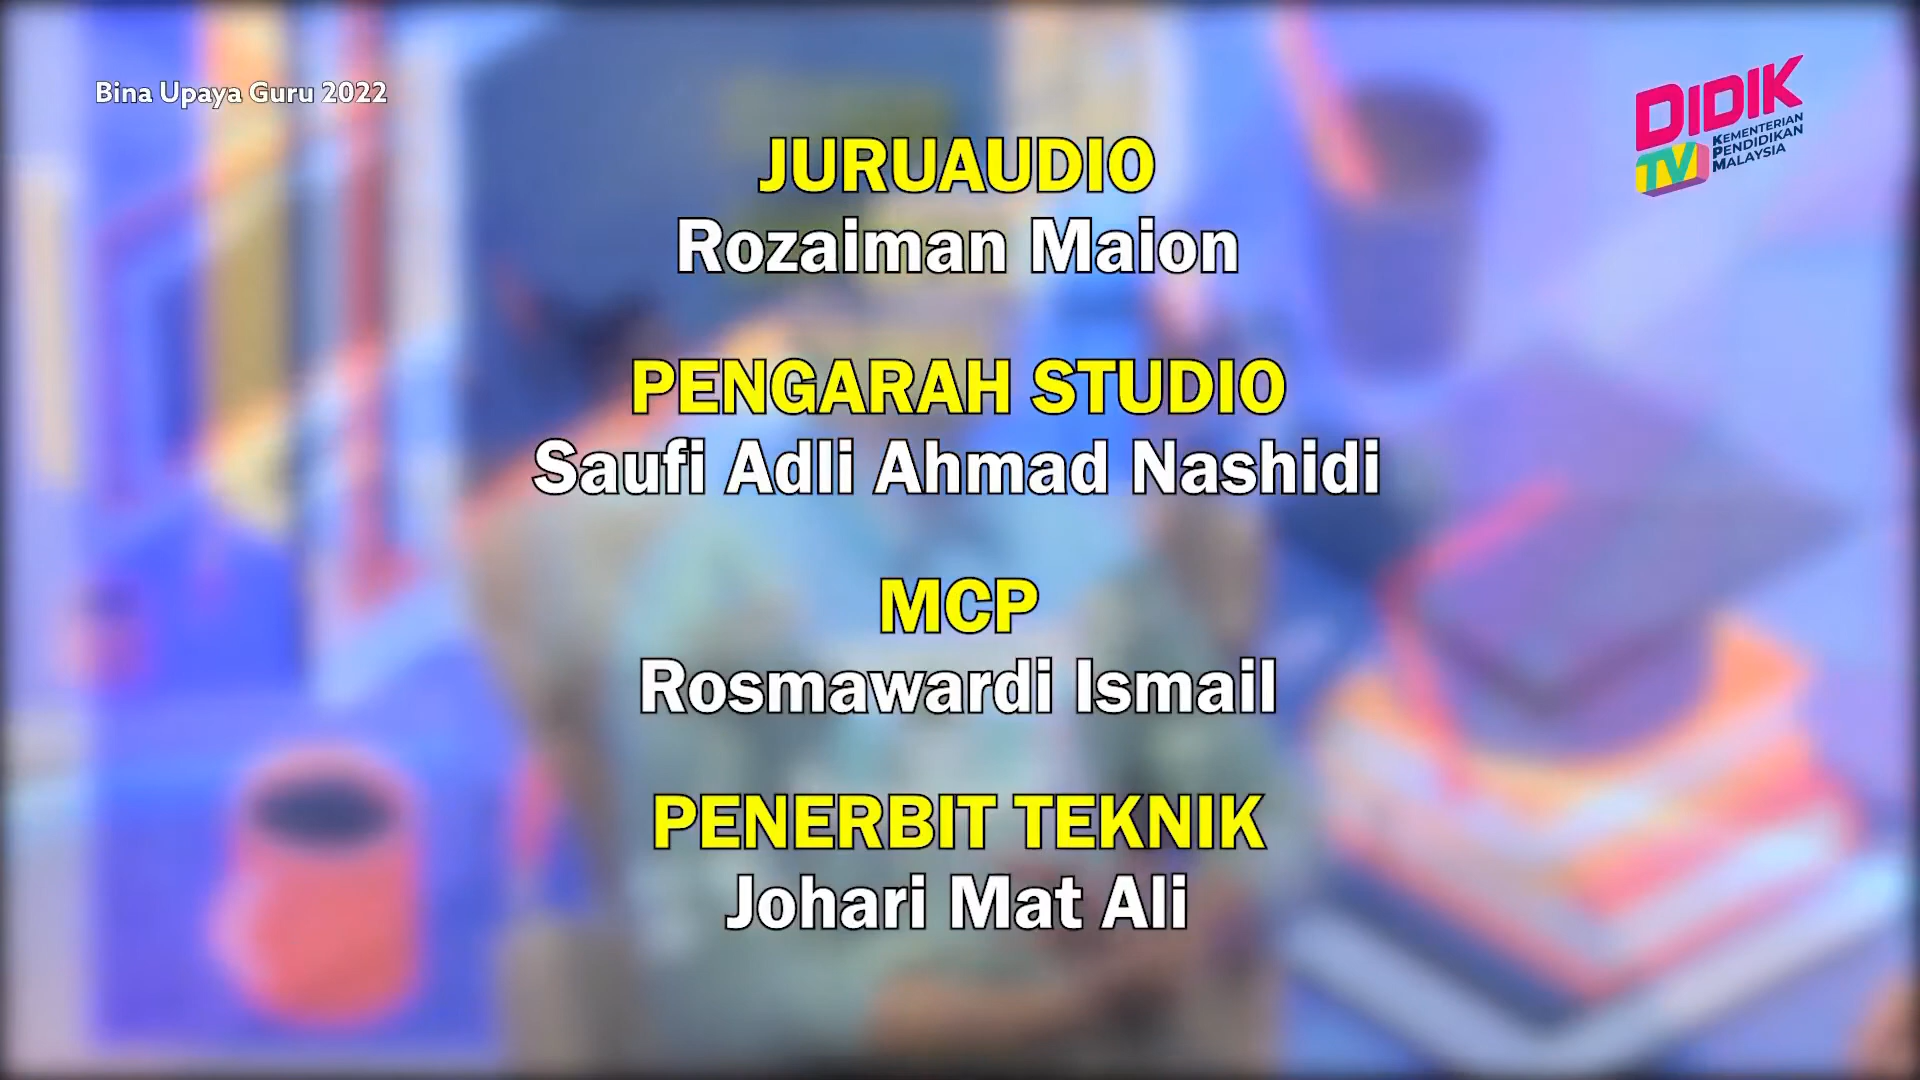 Bina Upaya Guru 2022
DIDIK
TV
KEMENTERIAN
PENDIDIKAN
MALAYSIA
JURUAUDIO
Rozaiman Maion
PENGARAH STUDIO
Saufi Adli Ahmad Nashidi
MCP
Rosmawardi Ismail
PENERBIT TEKNIK
Johari Mat Ali